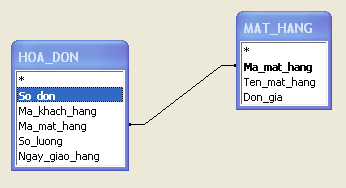 HOA_DON
*
So_don
Ma_khach_hang
Ma_mat_hang
So_luong
Ngay_giao_hang
MAT_HANG
*
Ma_mat_hang
Ten_mat_hang
Don_gia